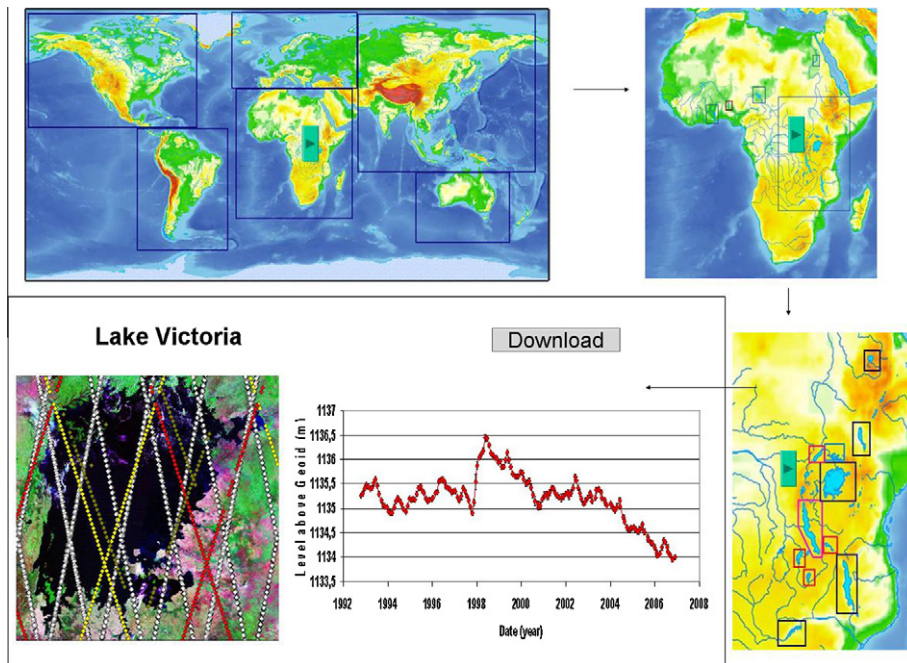 Lake Victoria
Download
Level above Geoid (m)
1137
1136,5
1136
1135,5
1135
1134,5
1134
1133,5
1992 1994 1996 1998 2000 2002 2004 2006 2008
Date (year)